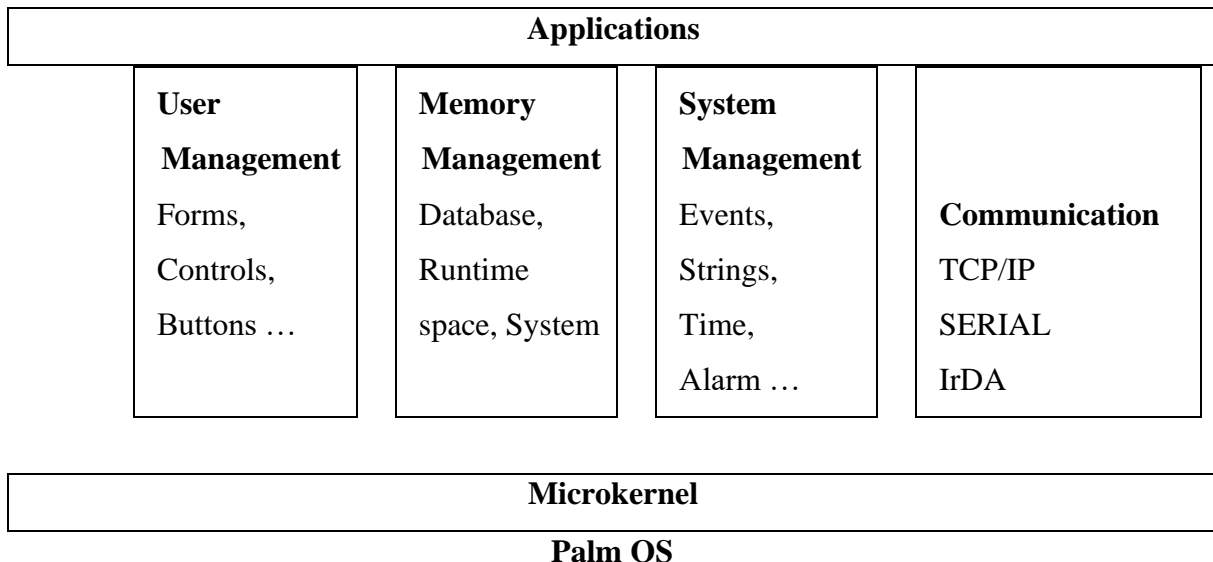 Applications
User
Management
Forms,
Controls,
Buttons …
Memory
Management
Database,
Runtime
space, System
System
Management
Events,
Strings,
Time,
Alarm …
Communication
TCP/IP
SERIAL
IrDA
Microkernel
Palm OS